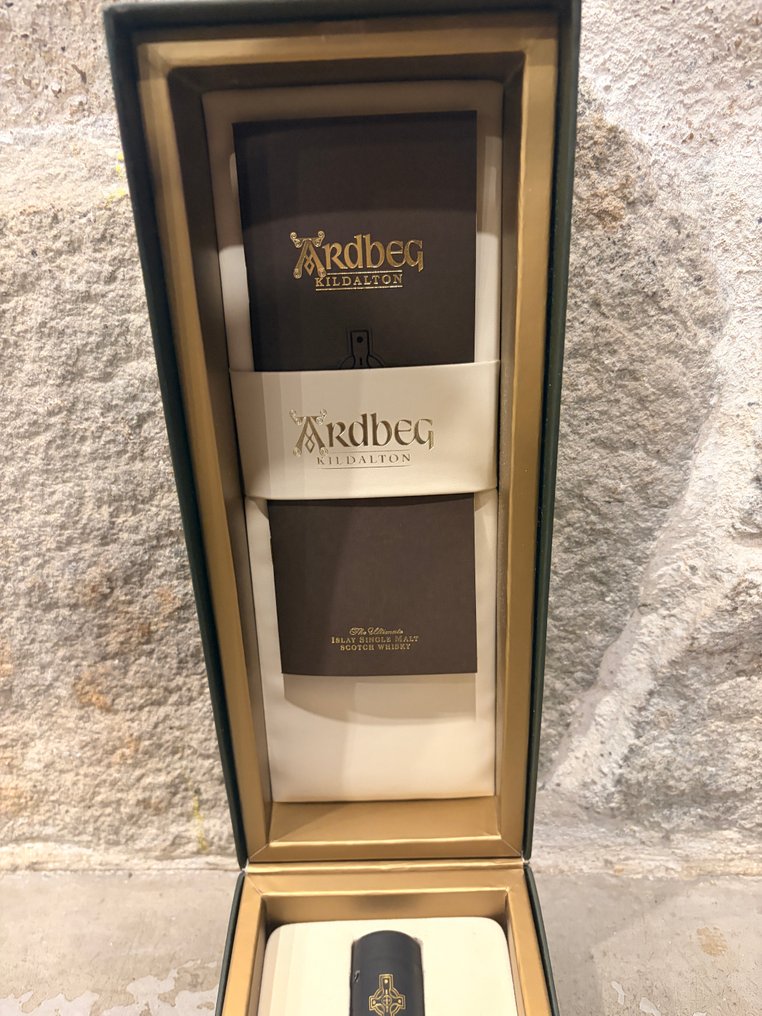 ARDBEG
KILDALTON
ARDBEG
KILDALTON
The Ultimate
ISLAY SINGLE MALT
SCOTCH WHISKY